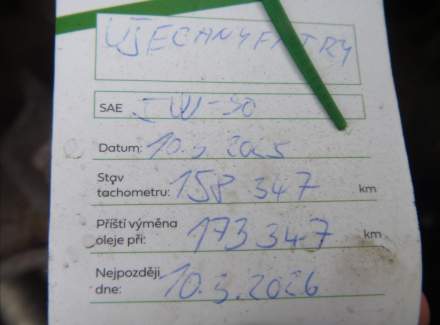 VŠECHNY FILTRY
SAE 5W-30
Datum: 10.3 2025
Stav
tachometru: 158 347 km
Příští výměna
oleje při: 173 347 km
Nejpozději
dne: 10.3.2026